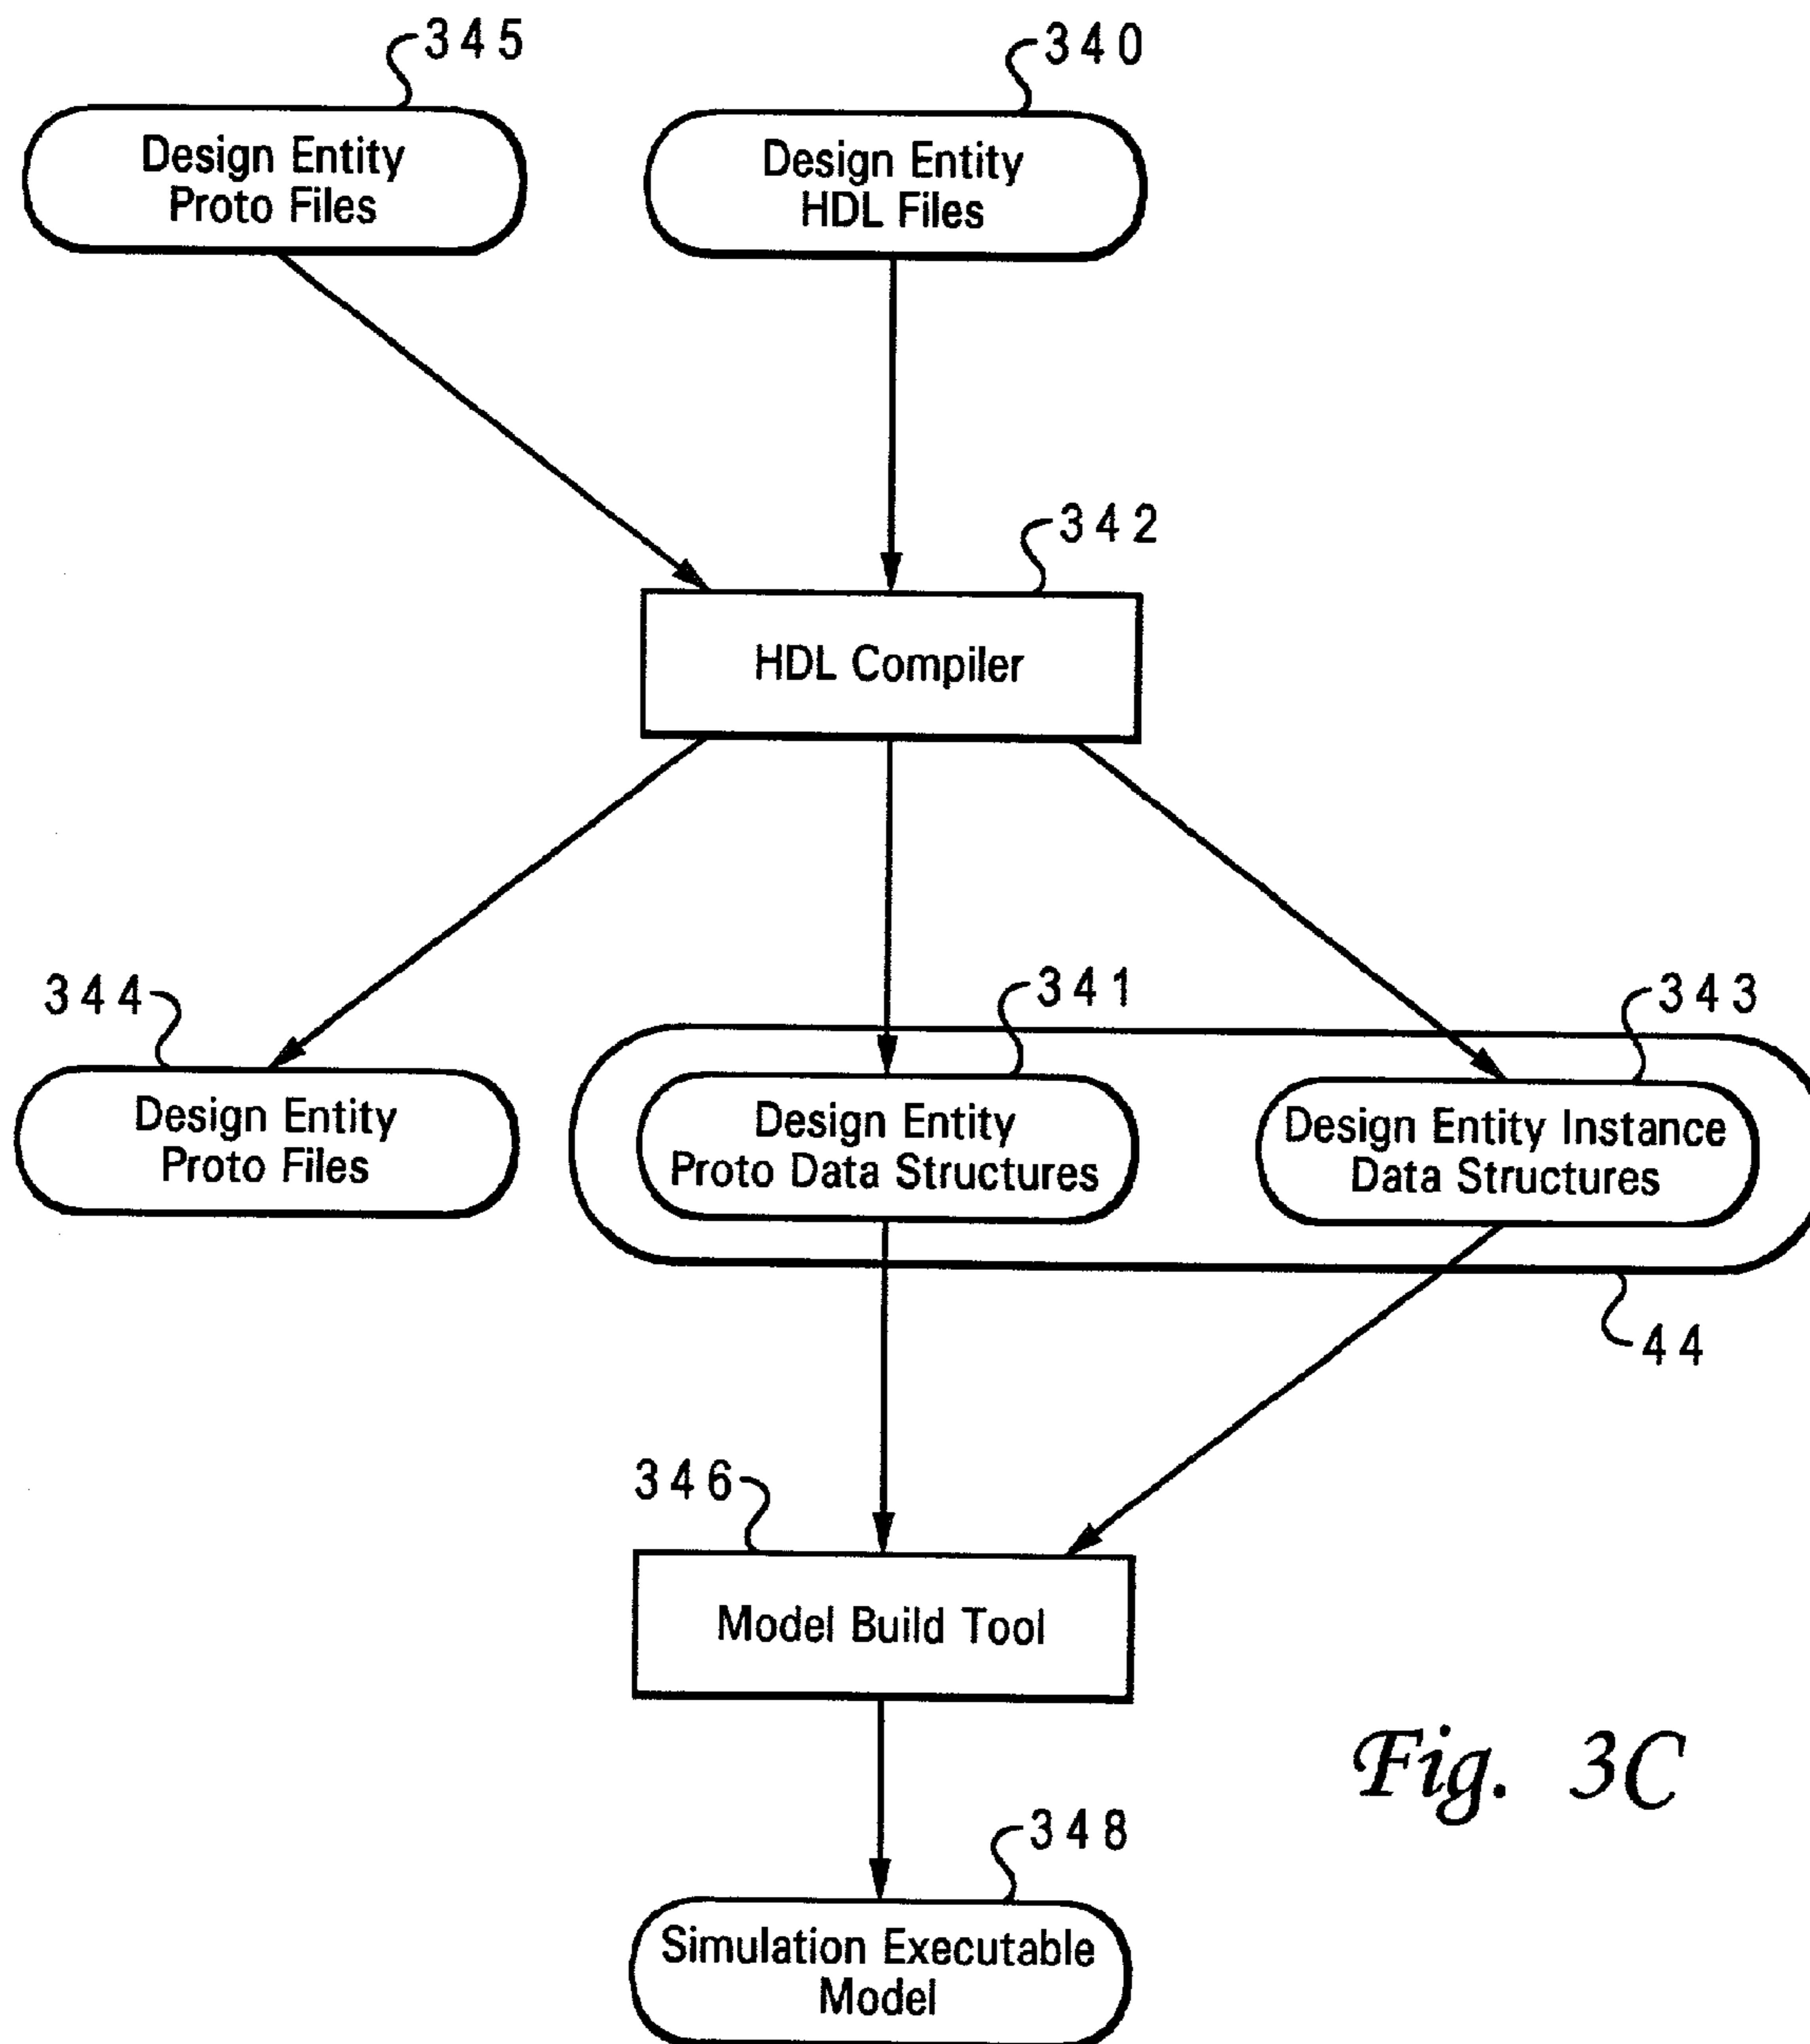 345
340
Design Entity
Proto Files
Design Entity
HDL Files
342
HDL Compiler
344
341
343
Design Entity
Proto Files
Design Entity
Proto Data Structures
Design Entity Instance
Data Structures
44
346
Model Build Tool
Fig. 3C
348
Simulation Executable
Model